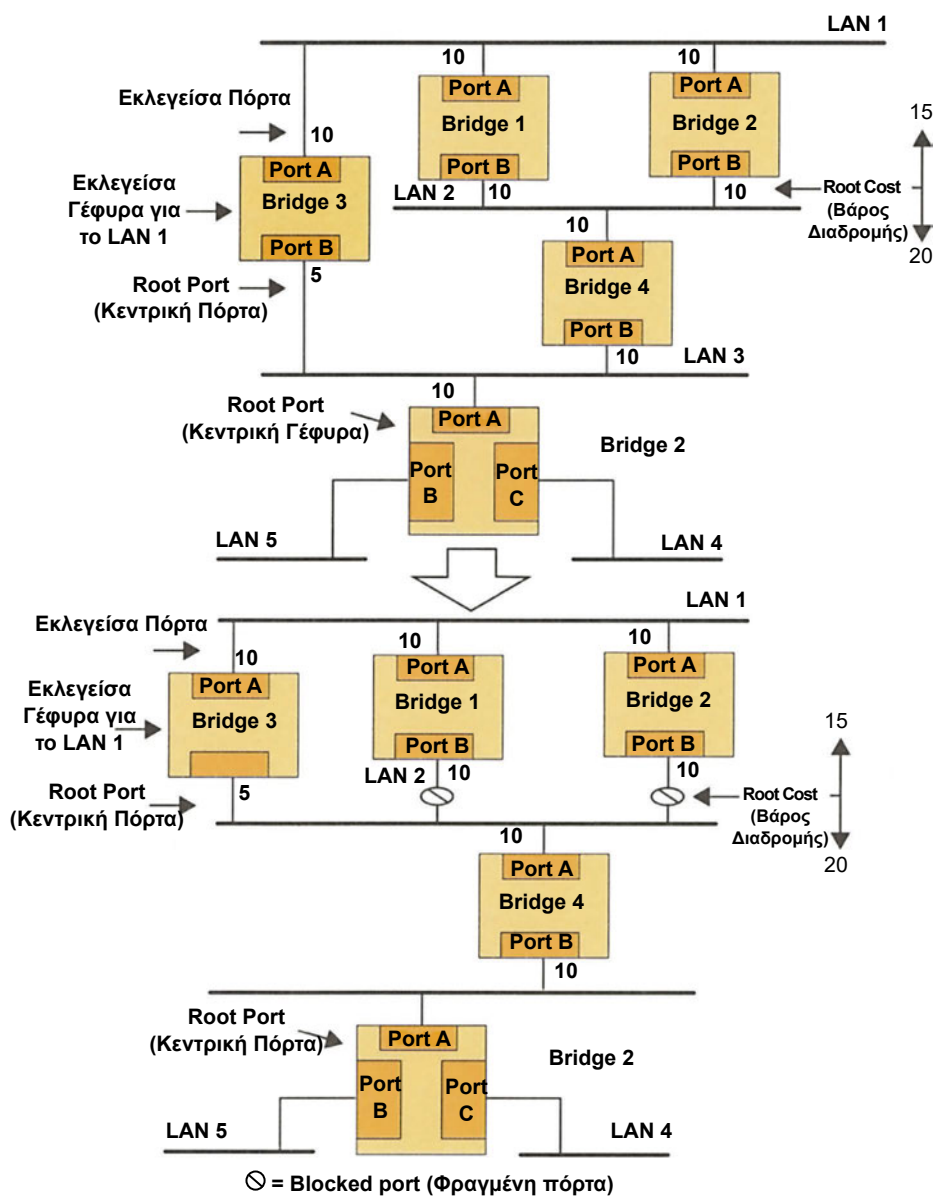 LAN 1
10
10
Port A
Port A
Εκλεγείσα Πόρτα
15
Bridge 1
Bridge 2
10
Port A
Port B
Port B
Εκλεγείσα
Γέφυρα για
το LAN 1
Bridge 3
LAN 2
10
10
Root Cost
(Βάρος
Διαδρομής)
10
20
Port B
Port A
5
Bridge 4
Root Port
(Κεντρική Πόρτα)
Port B
10
LAN 3
10
Root Port
(Κεντρική Γέφυρα)
Port A
Bridge 2
Port
B
Port
C
LAN 5
LAN 4
LAN 1
Εκλεγείσα Πόρτα
10
10
10
Port A
Port A
Port A
Εκλεγείσα
Γέφυρα για
το LAN 1
Bridge 3
Bridge 1
Bridge 2
15
Port B
Port B
LAN 2
10
10
5
Root Port
(Κεντρική Πόρτα)
Root Cost
(Βάρος
Διαδρομής)
10
20
Port A
Bridge 4
Port B
10
Root Port
(Κεντρική Πόρτα)
Port A
Bridge 2
Port
B
Port
C
LAN 5
LAN 4
= Blocked port (Φραγμένη πόρτα)